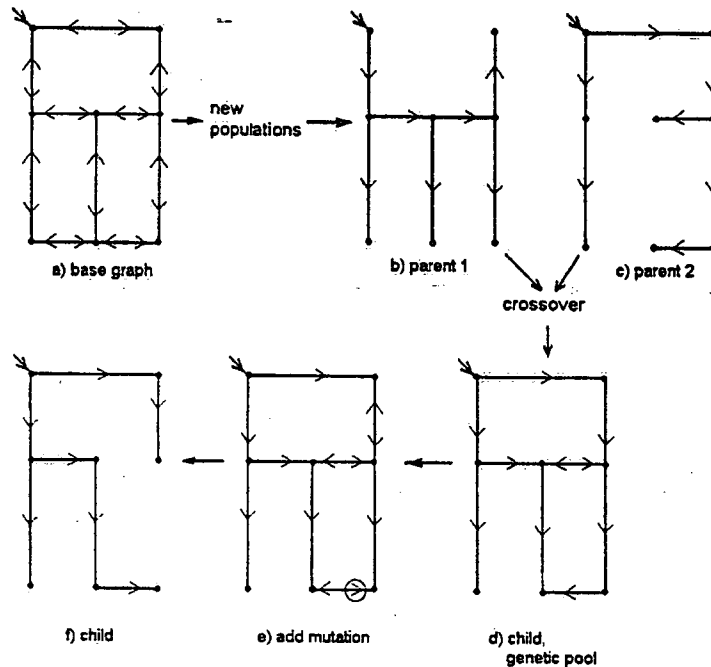 new
populations
a) base graph
b) parent 1
c) parent 2
crossover
f) child
e) add mutation
d) child,
genetic pool